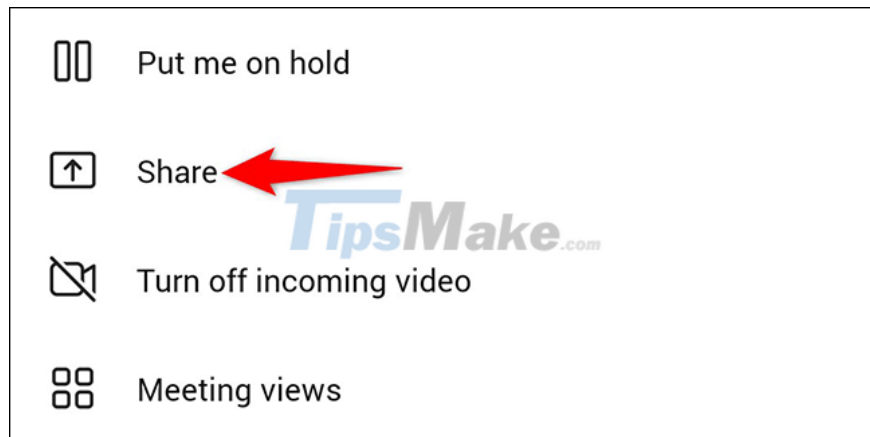 Put me on hold
Share
TipsMake.com
Turn off incoming video
Meeting views